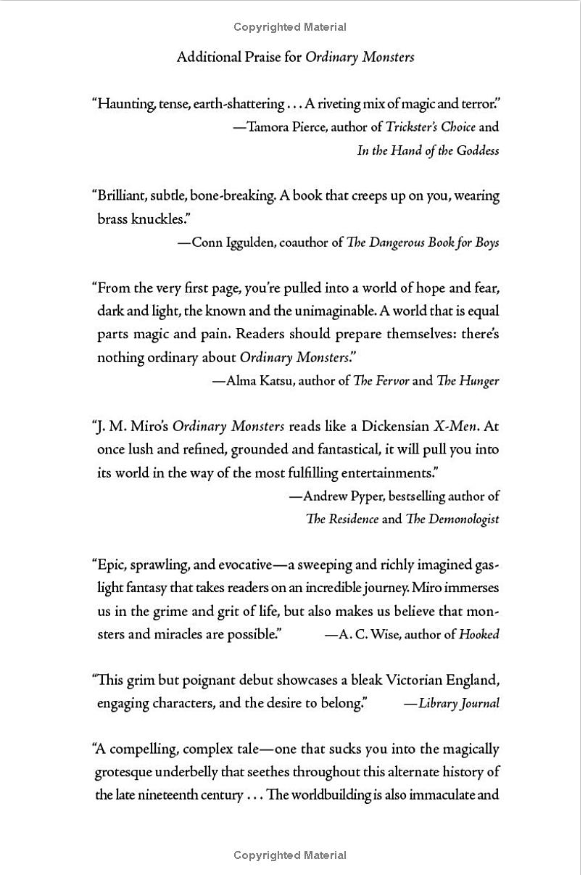 Copyrighted Material
Additional Praise for Ordinary Monsters
“Haunting, tense, earth-shattering . . . A riveting mix of magic and terror.”
—Tamora Pierce, author of Trickster’s Choice and
In the Hand of the Goddess
“Brilliant, subtle, bone-breaking. A book that creeps up on you, wearing
brass knuckles.”
—Conn Iggulden, coauthor of The Dangerous Book for Boys
“From the very first page, you’re pulled into a world of hope and fear,
dark and light, the known and the unimaginable. A world that is equal
parts magic and pain. Readers should prepare themselves: there’s
nothing ordinary about Ordinary Monsters.”
—Alma Katsu, author of The Fervor and The Hunger
“J. M. Miro’s Ordinary Monsters reads like a Dickensian X-Men. At
once lush and refined, grounded and fantastical, it will pull you into
its world in the way of the most fulfilling entertainments.”
—Andrew Pyper, bestselling author of
The Residence and The Demonologist
“Epic, sprawling, and evocative—a sweeping and richly imagined gas-
light fantasy that takes readers on an incredible journey. Miro immerses
us in the grime and grit of life, but also makes us believe that mon-
sters and miracles are possible.” —A. C. Wise, author of Hooked
“This grim but poignant debut showcases a bleak Victorian England,
engaging characters, and the desire to belong.” —Library Journal
“A compelling, complex tale—one that sucks you into the magically
grotesque underbelly that seethes throughout this alternate history of
the late nineteenth century . . . The worldbuilding is also immaculate and
Copyrighted Material